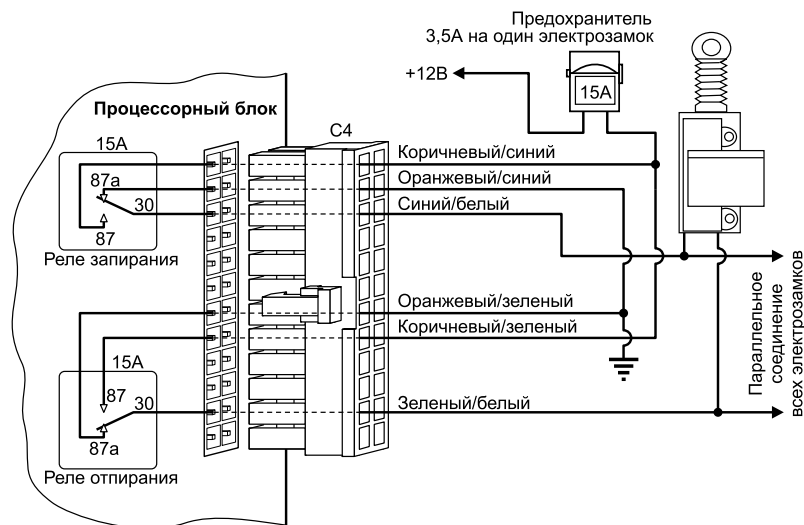 Предохранитель
3,5А на один электрозамок
+12В
15А
Процессорный блок
С4
15А
87а
30
87
Реле запирания
Коричневый/синий
Оранжевый/синий
Синий/белый
Оранжевый/зеленый
Коричневый/зеленый
Зеленый/белый
15А
87
30
87а
Реле отпирания
Параллельное
соединение
всех электрозамков